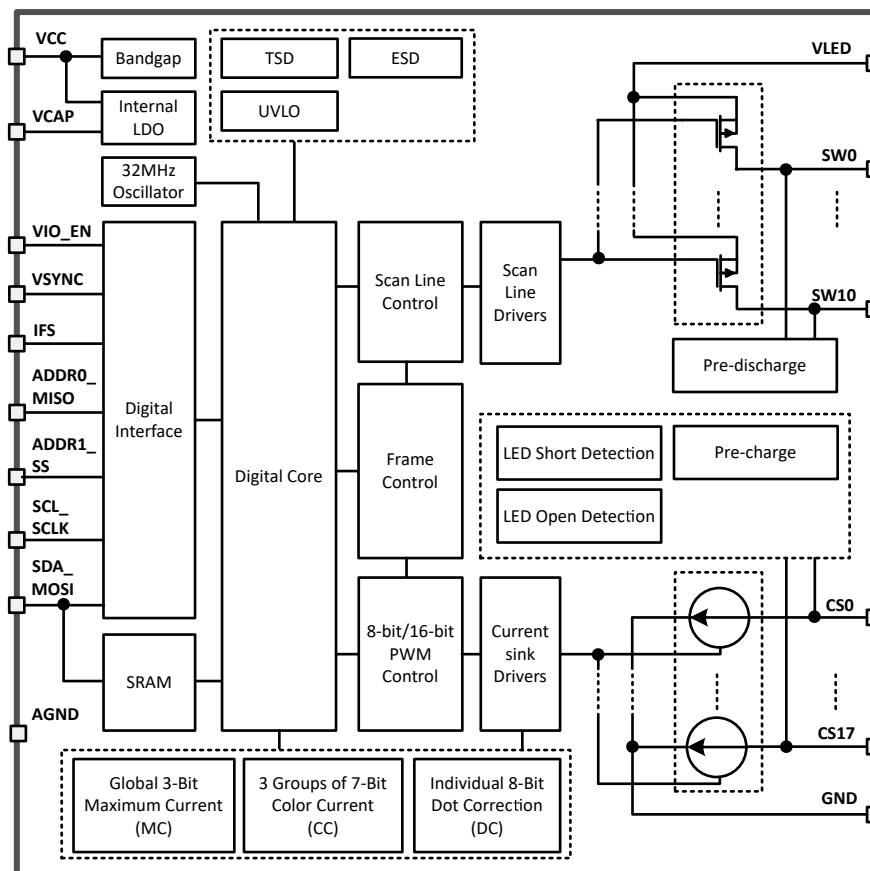 VCC
VCAP
Bandgap
Internal
LDO
32MHz
Oscillator
TSD
ESD
UVLO
VLED
SW0
SW10
Pre-discharge
VIO_EN
VSYNC
IFS
ADDR0_
MISO
ADDR1_
SS
SCL_
SCLK
SDA_
MOSI
AGND
Digital
Interface
SRAM
Digital Core
Scan Line
Control
Scan
Line
Drivers
Frame
Control
8-bit/16-bit
PWM
Control
Current
sink
Drivers
LED Short Detection
Pre-charge
LED Open Detection
CS0
CS17
GND
Global 3-Bit
Maximum Current
(MC)
3 Groups of 7-Bit
Color Current
(CC)
Individual 8-Bit
Dot Correction
(DC)